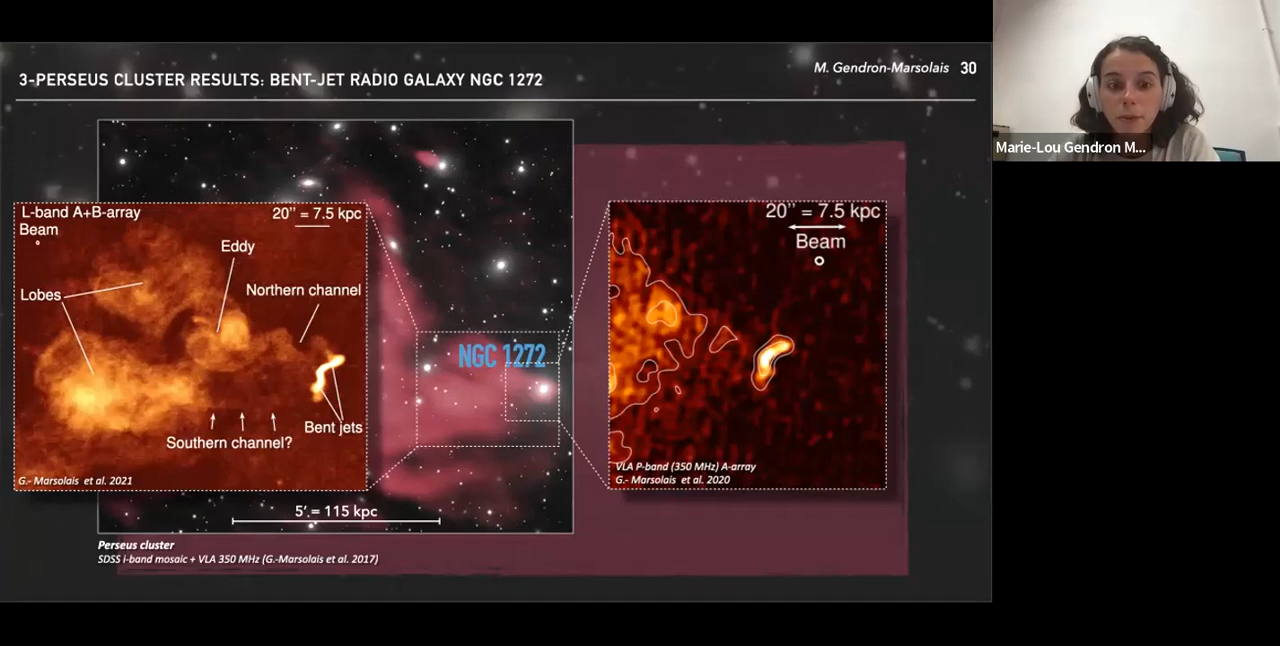 3-PERSEUS CLUSTER RESULTS: BENT-JET RADIO GALAXY NGC 1272
M. Gendron-Marsolais 30
Marie-Lou Gendron M...
L-band A+B-array
Beam
20'' = 7.5 kpc
Eddy
Lobes
Northern channel
Bent jets
Southern channel?
G.- Marsolais et al. 2021
NGC 1272
5'.= 115 kpc
20'' = 7.5 kpc
Beam
VLA P-band (350 MHz) A-array
G.- Marsolais et al. 2020
Perseus cluster
SDSS i-band mosaic + VLA 350 MHz (G.-Marsolais et al. 2017)